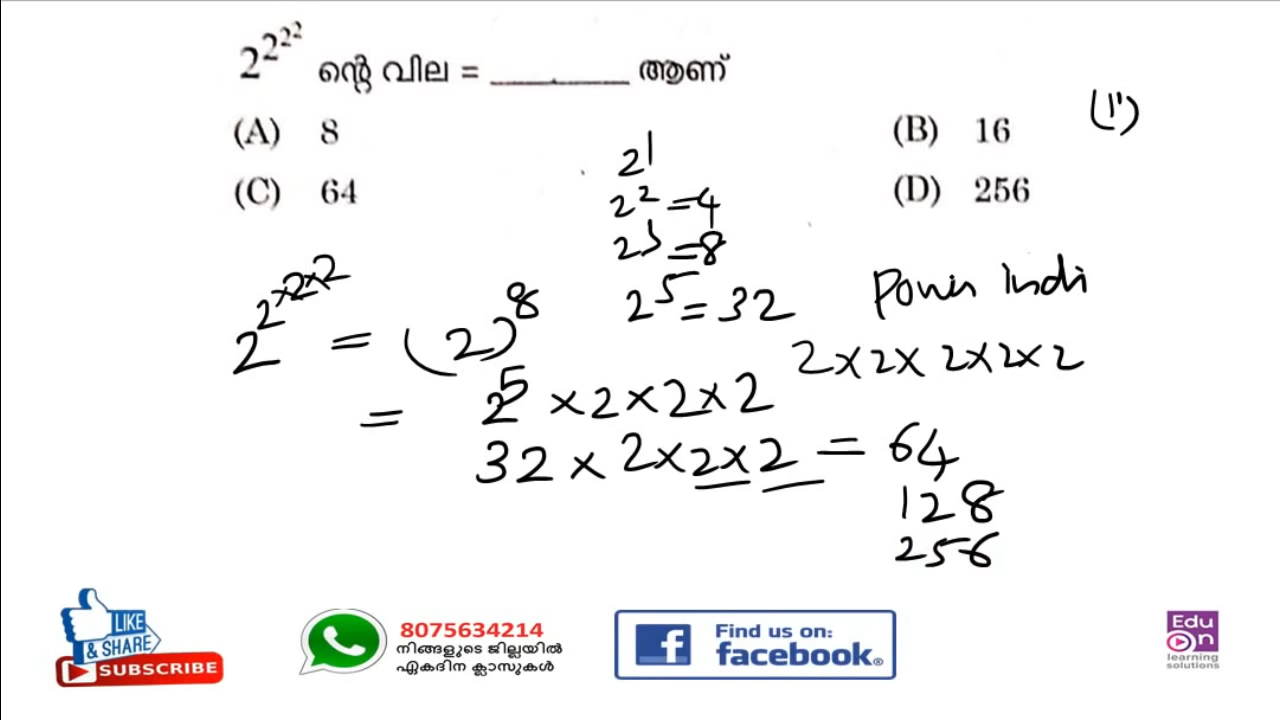 2^2^2^2 ന്റെ വില = ________ ആണ്
(A) 8 (B) 16
(C) 64 (D) 256
2^1
2^2 = 4
2^3 = 8
2^5 = 32
2^2×2×2 = (2)^8
Power indi
2×2×2×2×2
= 2^5 × 2 × 2 × 2
32 × 2 × 2 × 2 = 64
128
256
LIKE
& SHARE
SUBSCRIBE
8075634214
നിങ്ങളുടെ ജില്ലയിൽ
ഏകദിന ക്ലാസുകൾ
Find us on:
facebook®
Edu
On
learning
solutions